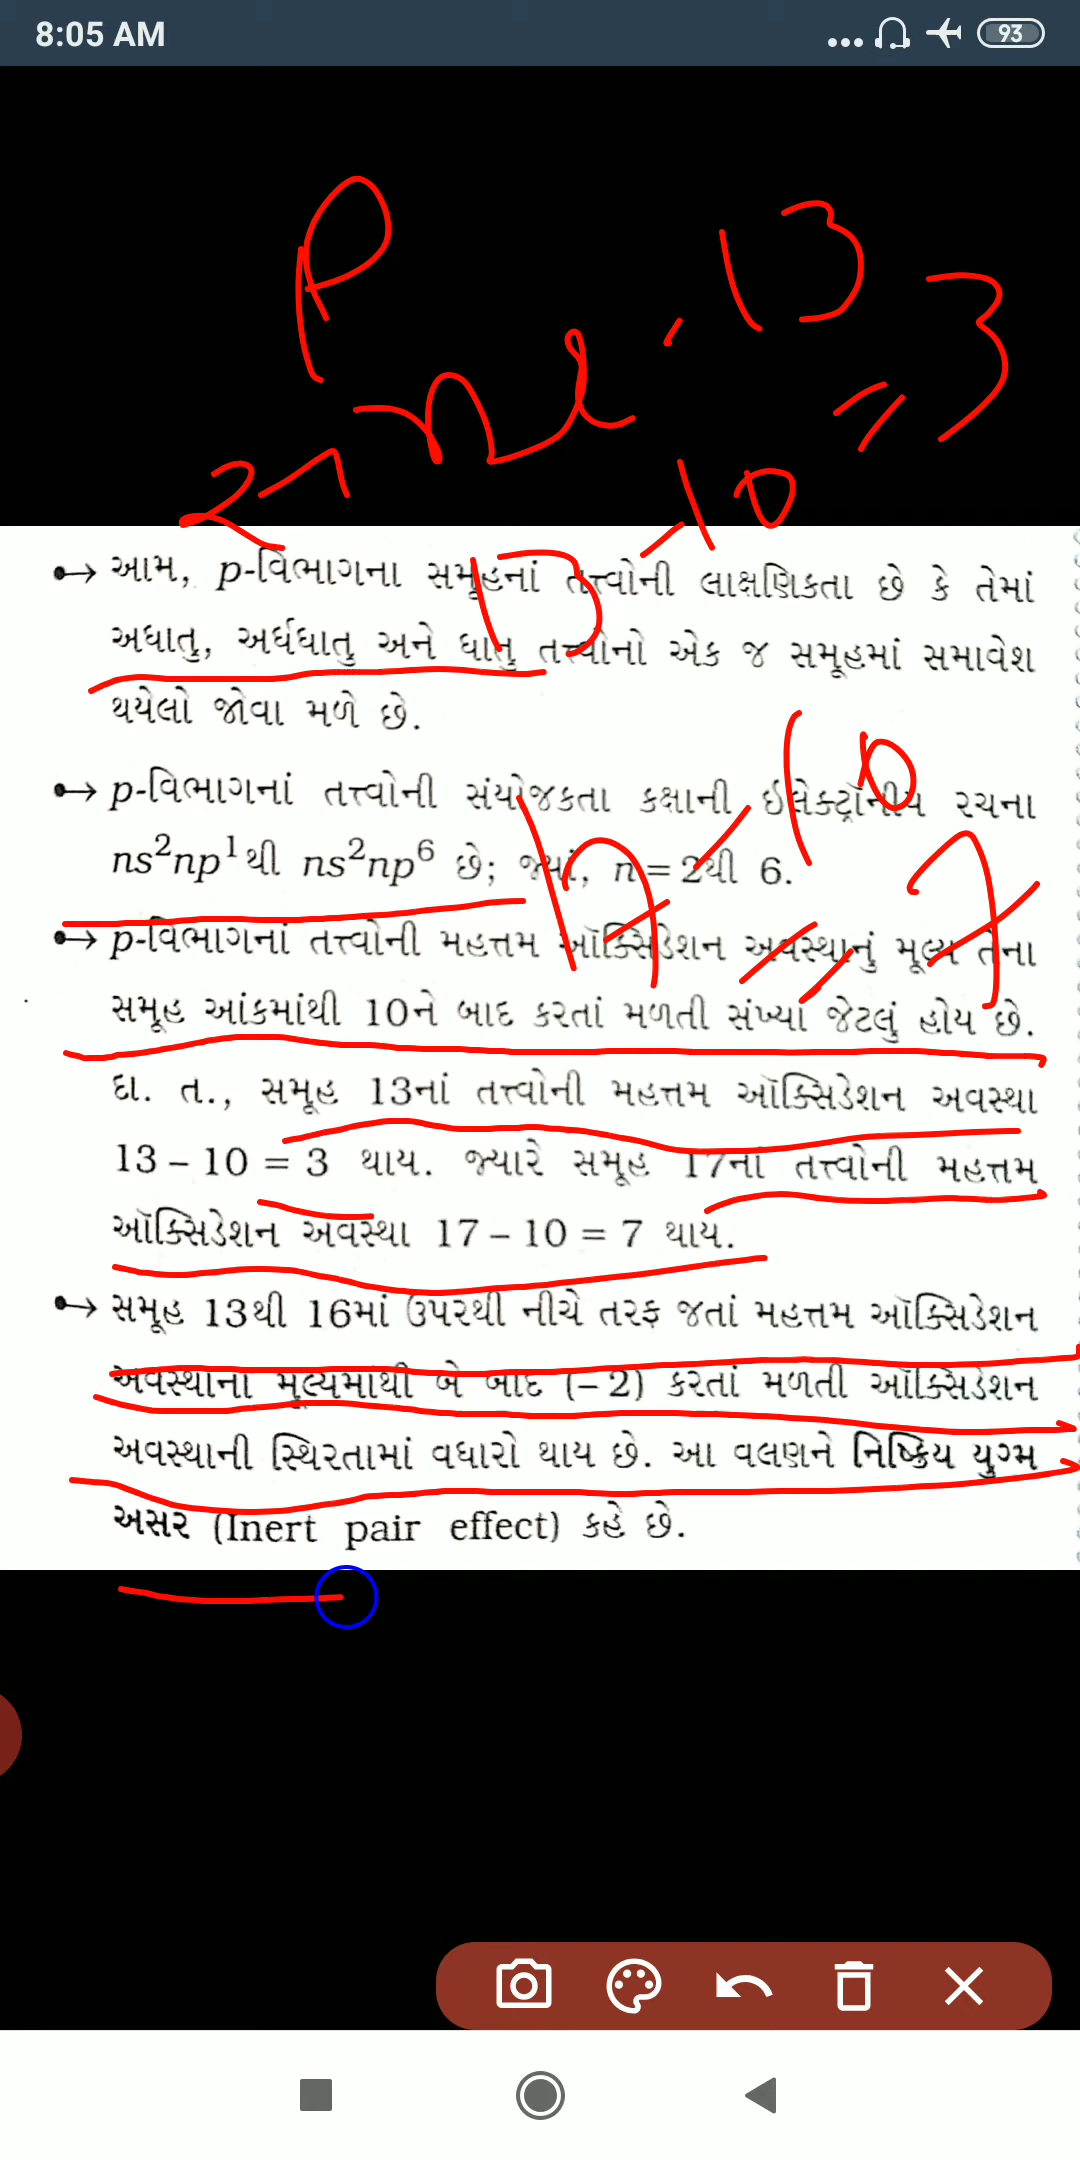 8:05 AM
93
P
13
= 3
10
↦ આમ, p-વિભાગના સમૂહનાં તત્ત્વોની લાક્ષણિકતા છે કે તેમાં
અધાતુ, અર્ધધાતુ અને ધાતુ તત્ત્વોનો એક જ સમૂહમાં સમાવેશ
થયેલો જોવા મળે છે.
↦ p-વિભાગનાં તત્ત્વોની સંયોજકતા કક્ષાની ઇલેક્ટ્રૉનીય રચના
ns²np¹થી ns²np⁶ છે; જ્યાં, n = 2થી 6.
↦ p-વિભાગનાં તત્ત્વોની મહત્તમ ઑક્સિડેશન અવસ્થાનું મૂલ્ય તેના
સમૂહ આંકમાંથી 10ને બાદ કરતાં મળતી સંખ્યા જેટલું હોય છે.
દા. ત., સમૂહ 13નાં તત્ત્વોની મહત્તમ ઑક્સિડેશન અવસ્થા
13 – 10 = 3 થાય. જ્યારે સમૂહ 17નાં તત્ત્વોની મહત્તમ
ઑક્સિડેશન અવસ્થા 17 – 10 = 7 થાય.
↦ સમૂહ 13થી 16માં ઉપરથી નીચે તરફ જતાં મહત્તમ ઑક્સિડેશન
અવસ્થાના મૂલ્યમાંથી બે બાદ (– 2) કરતાં મળતી ઑક્સિડેશન
અવસ્થાની સ્થિરતામાં વધારો થાય છે. આ વલણને નિષ્ક્રિય યુગ્મ
અસર (Inert pair effect) કહે છે.